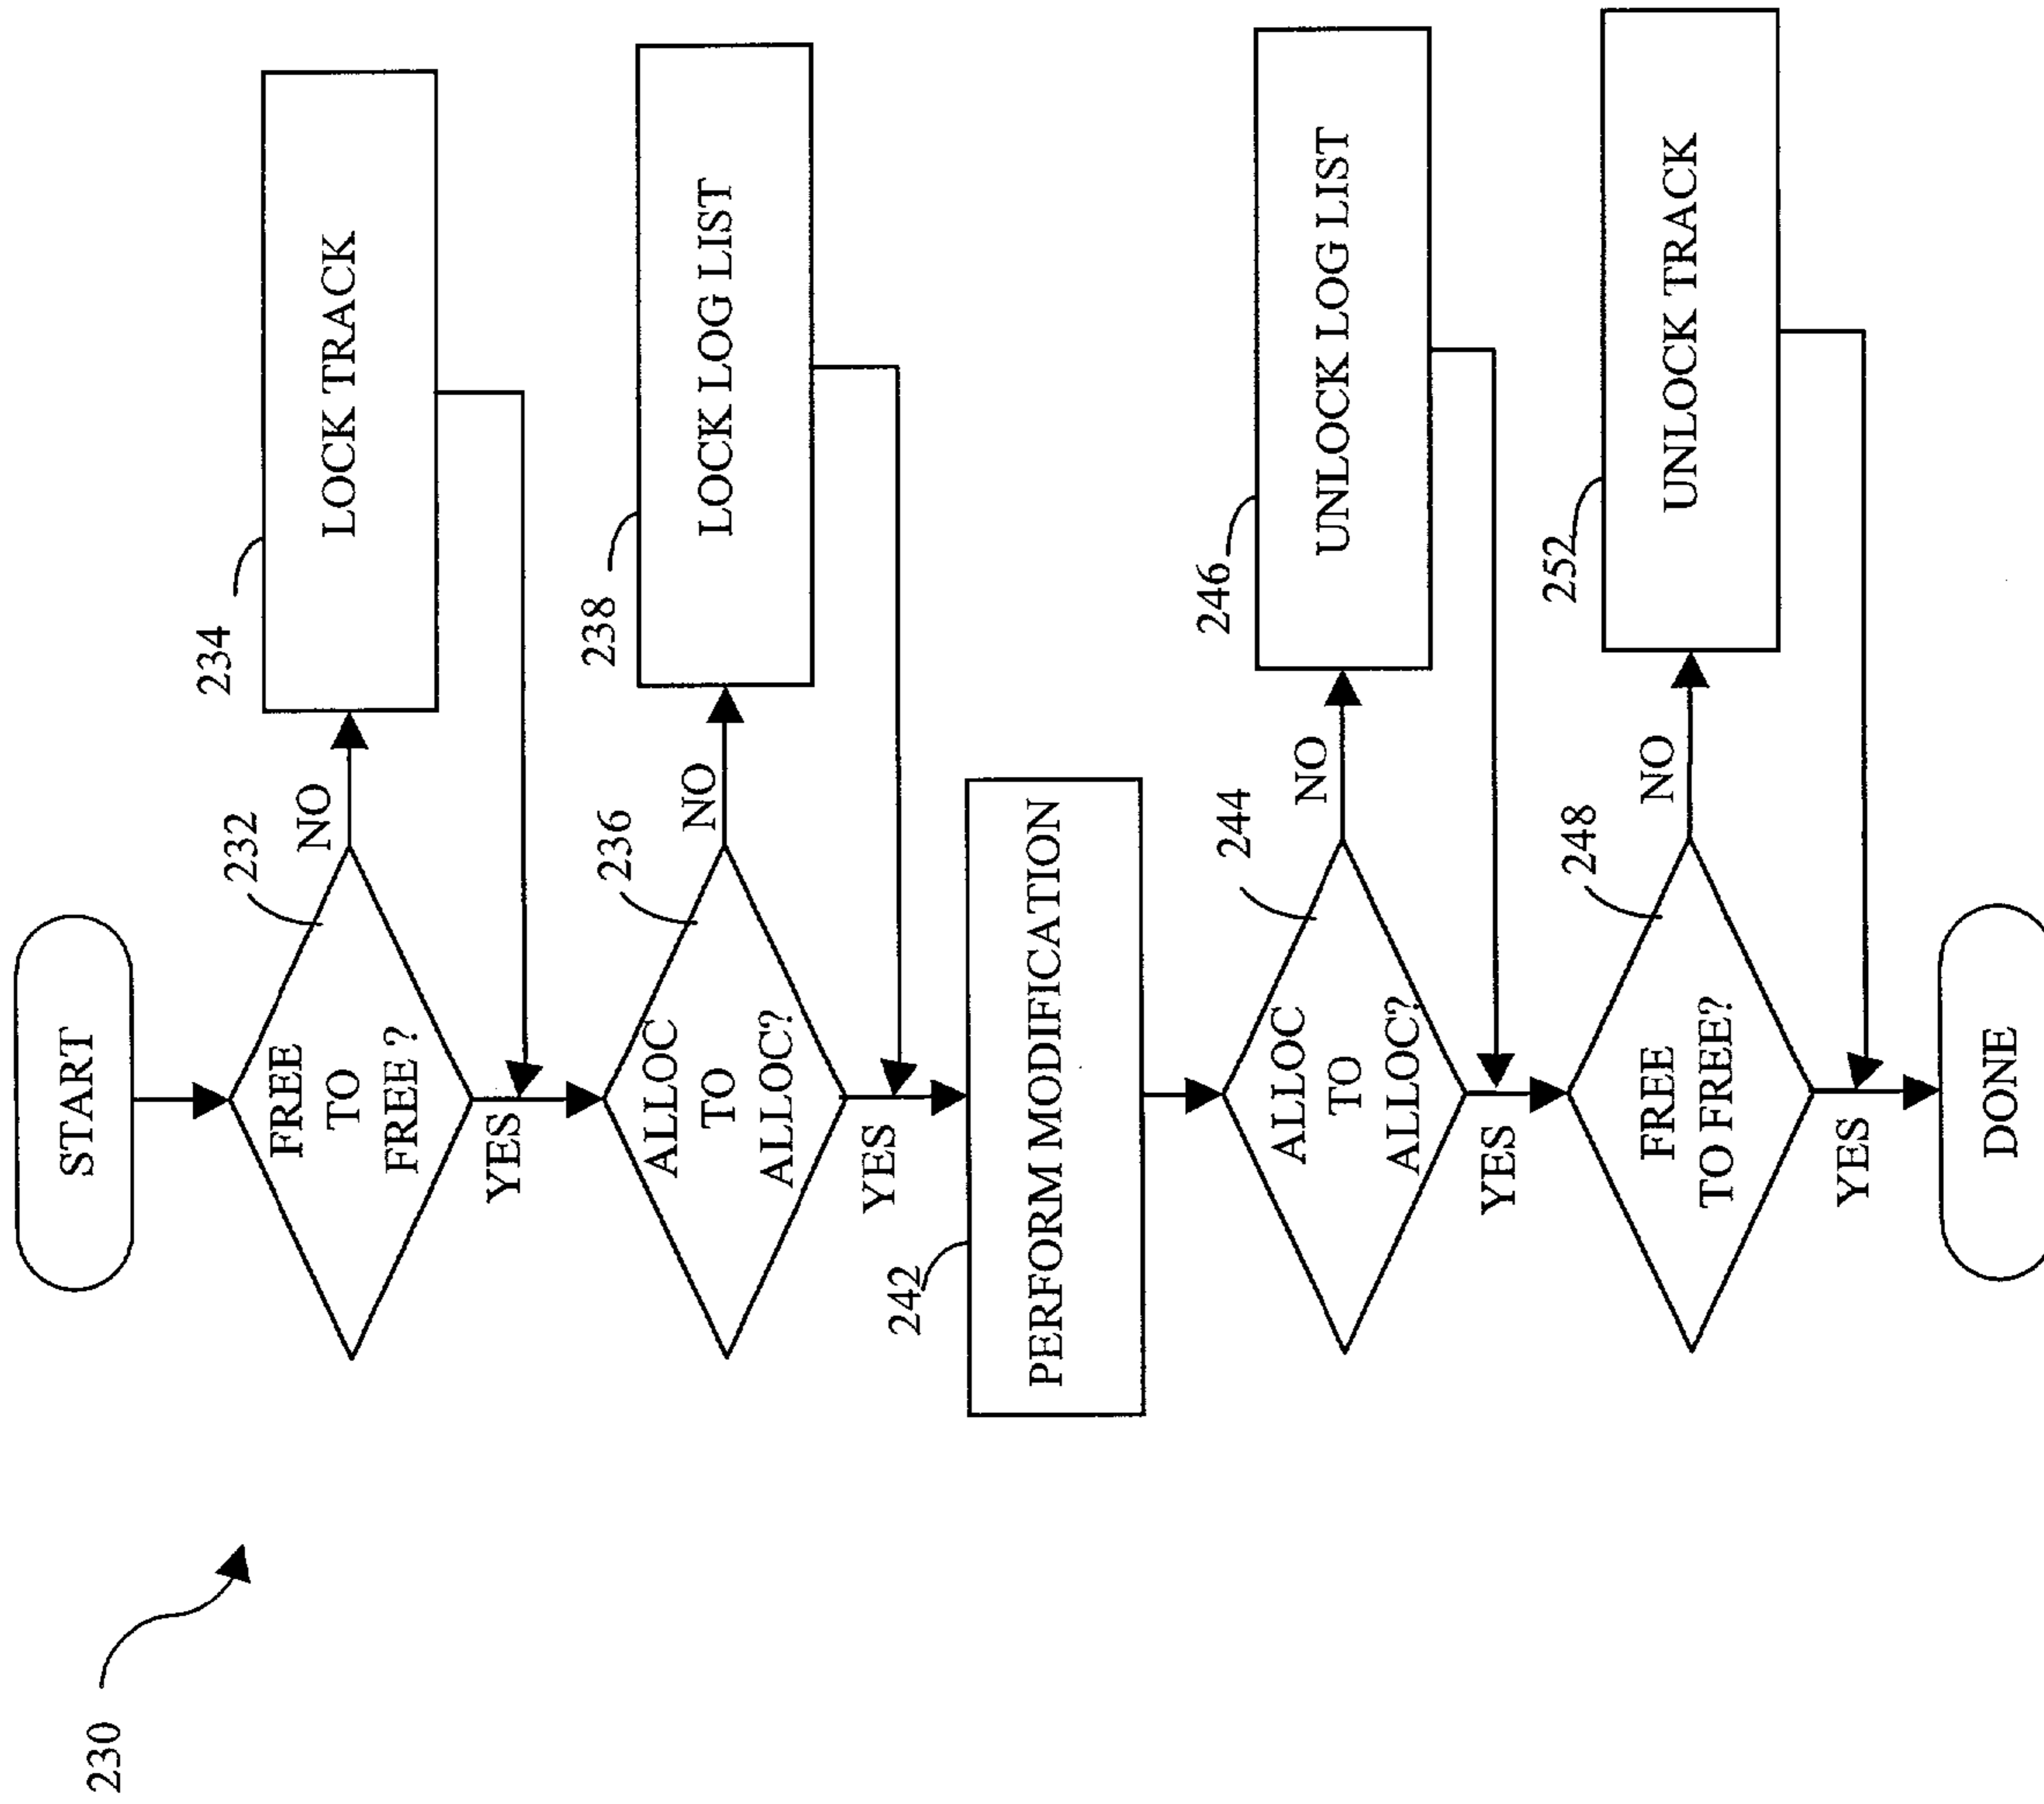 230
START
232
FREE
TO
FREE ?
NO
YES
234
LOCK TRACK
236
ALLOC
TO
ALLOC?
NO
YES
238
LOCK LOG LIST
242
PERFORM MODIFICATION
244
ALLOC
TO
ALLOC?
NO
YES
246
UNLOCK LOG LIST
248
FREE
TO FREE?
NO
YES
252
UNLOCK TRACK
DONE